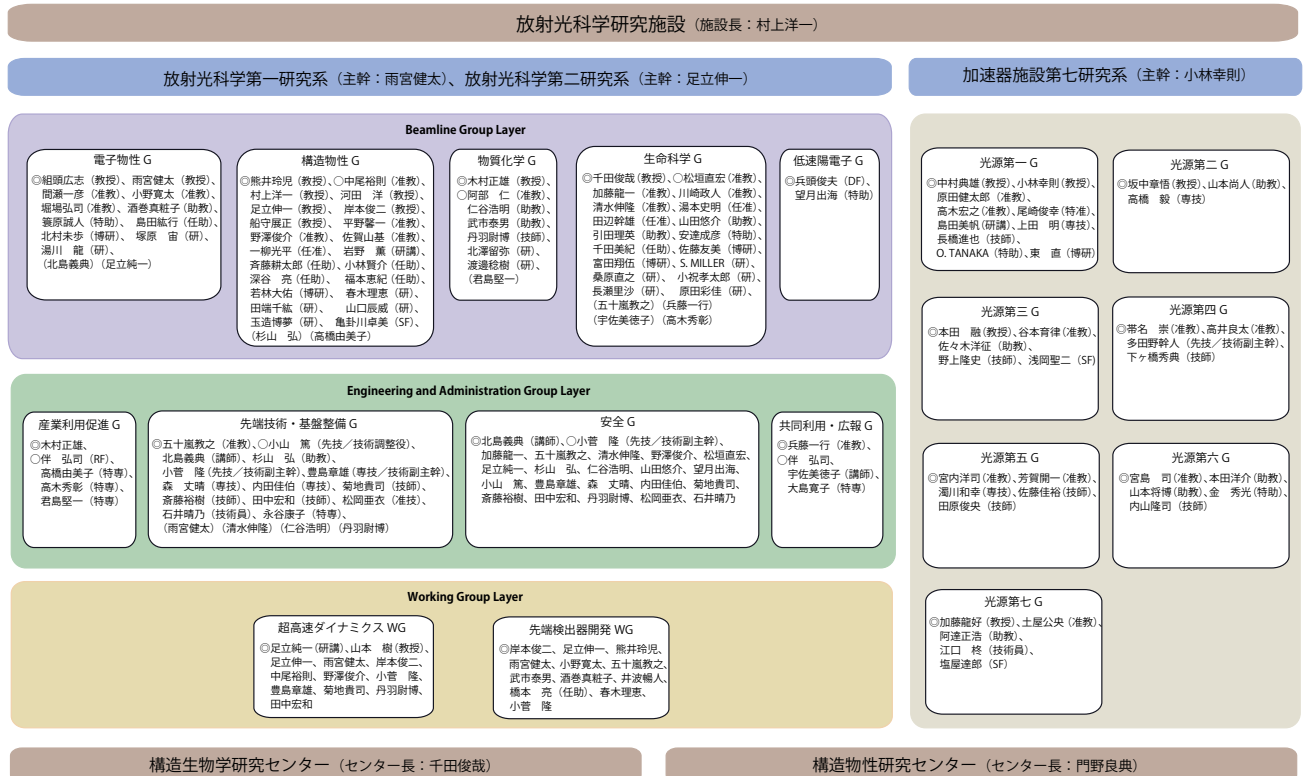 放射光科学研究施設（施設長：村上洋一）
放射光科学第一研究系（主幹：雨宮健太）、放射光科学第二研究系（主幹：足立伸一）
加速器施設第七研究系（主幹：小林幸則）
Beamline Group Layer
電子物性 G
◎組頭広志（教授）、雨宮健太（教授）、
間瀬一彦（准教）、小野寛太（准教）、
堀場弘司（准教）、酒巻真粧子（助教）、
簔原誠人（特助）、島田紘行（任助）、
北村未歩（博研）、塚原　宙（研）、
湯川　龍（研）、
（北島義典）（足立純一）
構造物性 G
◎熊井玲児（教授）、○中尾裕則（准教）、
村上洋一（教授）、河田　洋（教授）、
足立伸一（教授）、岸本俊二（教授）、
船守展正（教授）、平野馨一（准教）、
野澤俊介（准教）、佐賀山基（准教）、
一柳光平（任准）、岩野　薫（研講）、
斉藤耕太郎（任助）、小林賢介（任助）、
深谷　亮（任助）、福本恵紀（任助）、
若林大佑（博研）、春木理恵（研）、
田端千紘（研）、山口辰威（研）、
玉造博夢（研）、亀卦川卓美（SF）、
（杉山　弘）（高橋由美子）
物質化学 G
◎木村正雄（教授）、
○阿部　仁（准教）、
仁谷浩明（助教）、
武市泰男（助教）、
丹羽尉博（技師）、
北澤留弥（研）、
渡邊稔樹（研）、
（君島堅一）
生命科学 G
◎千田俊哉（教授）、○松垣直宏（准教）、
加藤龍一（准教）、川崎政人（准教）、
清水伸隆（准教）、湯本史明（任准）、
田辺幹雄（任准）、山田悠介（助教）、
引田理英（助教）、安達成彦（特助）、
千田美紀（任助）、佐藤友美（博研）、
富田翔伍（博研）、S. MILLER（研）、
桑原直之（研）、小祝孝太郎（研）、
長瀬里沙（研）、原田彩佳（研）、
（五十嵐教之）（兵藤一行）
（宇佐美徳子）（高木秀彰）
低速陽電子 G
◎兵頭俊夫（DF）、
望月出海（特助）
Engineering and Administration Group Layer
産業利用促進 G
◎木村正雄、
○伴　弘司（RF）、
高橋由美子（特専）、
高木秀彰（特専）、
君島堅一（特専）
先端技術・基盤整備 G
◎五十嵐教之（准教）、○小山　篤（先技／技術調整役）、
北島義典（講師）、杉山　弘（助教）、
小菅　隆（先技／技術副主幹）、豊島章雄（専技／技術副主幹）、
森　丈晴（専技）、内田佳伯（専技）、菊地貴司（技師）、
斎藤裕樹（技師）、田中宏和（技師）、松岡亜衣（准技）、
石井晴乃（技術員）、永谷康子（特専）、
（雨宮健太）（清水伸隆）（仁谷浩明）（丹羽尉博）
安全 G
◎北島義典（講師）、○小菅　隆（先技／技術副主幹）、
加藤龍一、五十嵐教之、清水伸隆、野澤俊介、松垣直宏、
足立純一、杉山　弘、仁谷浩明、山田悠介、望月出海、
小山　篤、豊島章雄、森　丈晴、内田佳伯、菊地貴司、
斎藤裕樹、田中宏和、丹羽尉博、松岡亜衣、石井晴乃
共同利用・広報 G
◎兵藤一行（准教）、
○伴　弘司、
宇佐美徳子（講師）、
大島寛子（特専）
Working Group Layer
超高速ダイナミクス WG
◎足立純一（研講）、山本　樹（教授）、
足立伸一、雨宮健太、岸本俊二、
中尾裕則、野澤俊介、小菅　隆、
豊島章雄、菊地貴司、丹羽尉博、
田中宏和
先端検出器開発 WG
◎岸本俊二、足立伸一、熊井玲児、
雨宮健太、小野寛太、五十嵐教之、
武市泰男、酒巻真粧子、井波暢人、
橋本　亮（任助）、春木理恵、
小菅　隆
光源第一 G
◎中村典雄（教授）、小林幸則（教授）、
原田健太郎（准教）、
高木宏之（准教）、尾崎俊幸（特准）、
島田美帆（研講）、上田　明（専技）、
長橋進也（技師）、
O. TANAKA（特助）、東　直（博研）
光源第二 G
◎坂中章悟（教授）、山本尚人（助教）、
高橋　毅（専技）
光源第三 G
◎本田　融（教授）、谷本育律（准教）、
佐々木洋征（助教）、
野上隆史（技師）、浅岡聖二（SF）
光源第四 G
◎帯名　崇（准教）、高井良太（准教）、
多田野幹人（先技／技術副主幹）、
下ヶ橋秀典（技師）
光源第五 G
◎宮内洋司（准教）、芳賀開一（准教）、
濁川和幸（専技）、佐藤佳裕（技師）、
田原俊央（技師）
光源第六 G
◎宮島　司（准教）、本田洋介（助教）、
山本将博（助教）、金　秀光（特助）、
内山隆司（技師）
光源第七 G
◎加藤龍好（教授）、土屋公央（准教）、
阿達正浩（助教）、
江口　柊（技術員）、
塩屋達郎（SF）
構造生物学研究センター（センター長：千田俊哉）
構造物性研究センター（センター長：門野良典）